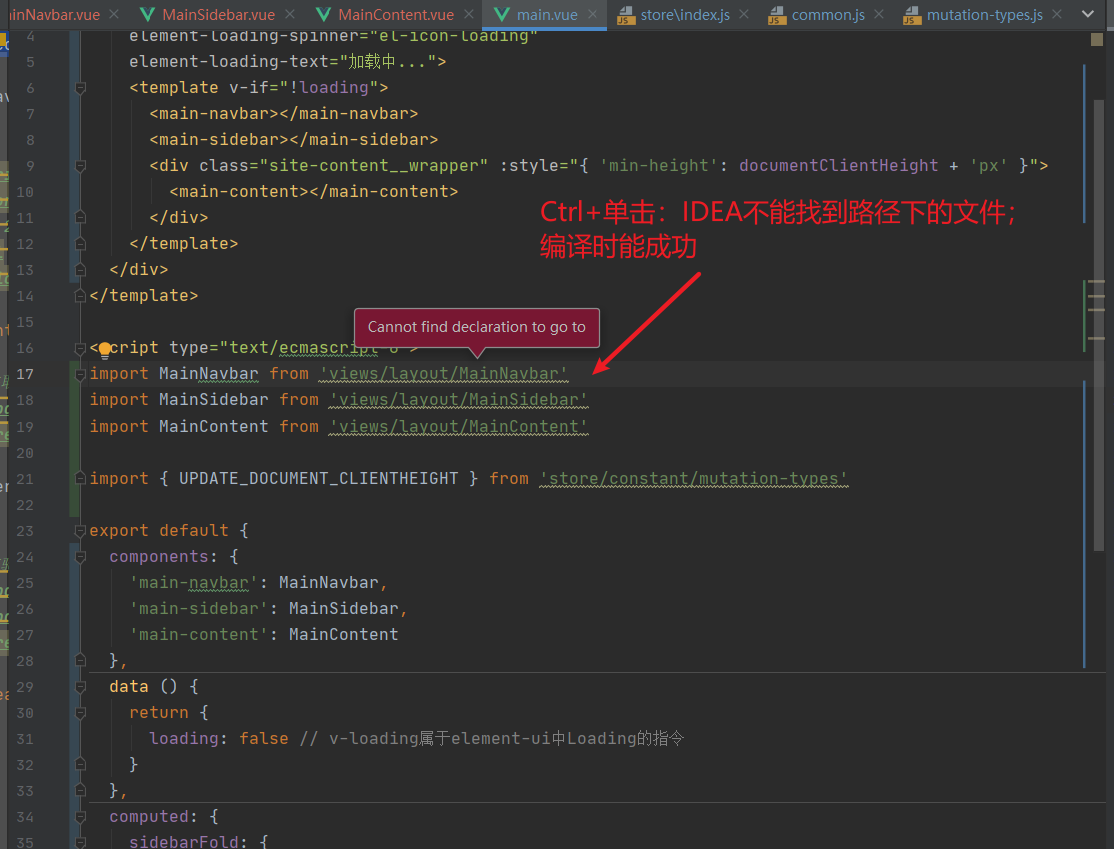 inNavbar.vue MainSidebar.vue MainContent.vue main.vue store\index.js common.js mutation-types.js
4 element-loading-spinner="el-icon-loading"
5 element-loading-text="加载中...">
6 <template v-if="!loading">
7 <main-navbar></main-navbar>
8 <main-sidebar></main-sidebar>
9 <div class="site-content__wrapper" :style="{ 'min-height': documentClientHeight + 'px' }">
10 <main-content></main-content>
11 </div>
12 </template>
13 </div>
14 </template>
Ctrl+单击：IDEA不能找到路径下的文件；
编译时能成功
15
Cannot find declaration to go to
16 <script type="text/ecmascript-6">
17 import MainNavbar from 'views/layout/MainNavbar'
18 import MainSidebar from 'views/layout/MainSidebar'
19 import MainContent from 'views/layout/MainContent'
20
21 import { UPDATE_DOCUMENT_CLIENTHEIGHT } from 'store/constant/mutation-types'
22
23 export default {
24 components: {
25 'main-navbar': MainNavbar,
26 'main-sidebar': MainSidebar,
27 'main-content': MainContent
28 },
29 data () {
30 return {
31 loading: false // v-loading属于element-ui中Loading的指令
32 }
33 },
34 computed: {
35 sidebarFold: {